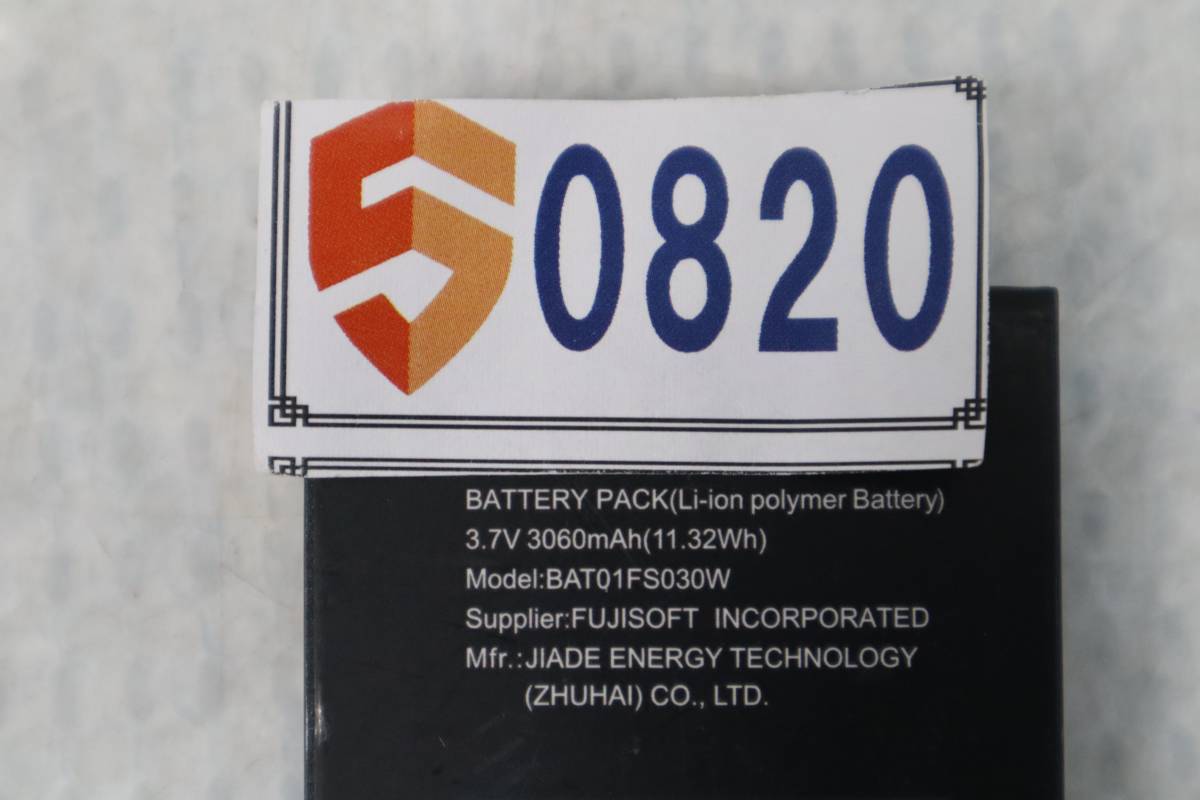 0820
BATTERY PACK(Li-ion polymer Battery)
3.7V 3060mAh(11.32Wh)
Model:BAT01FS030W
Supplier:FUJISOFT INCORPORATED
Mfr.:JIADE ENERGY TECHNOLOGY
(ZHUHAI) CO., LTD.